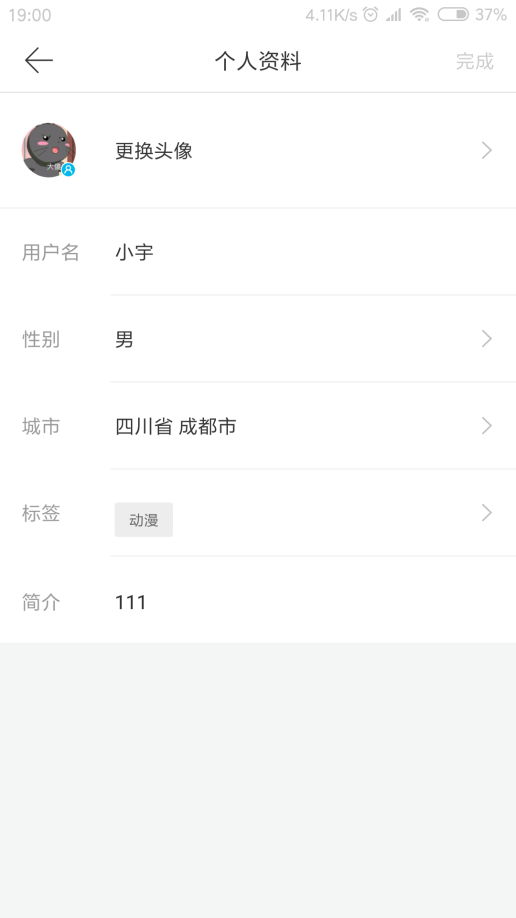 19:00 4.11K/s 37%
个人资料 完成
更换头像
用户名 小宇
性别 男
城市 四川省 成都市
标签 动漫
简介 111